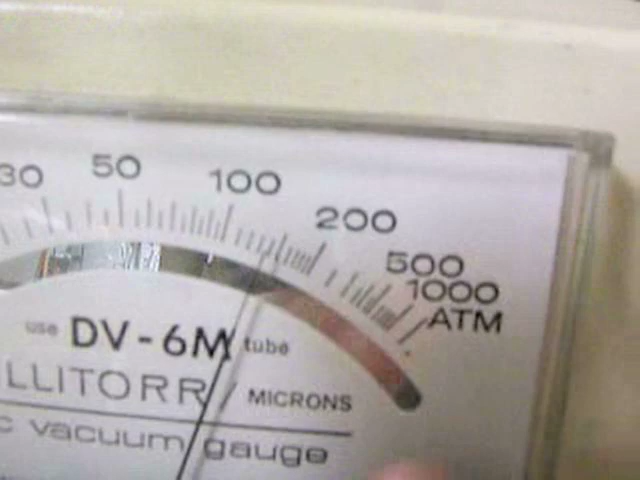 30 50 100 200 500 1000 ATM
use DV-6M tube
LLITORR / MICRONS
c vacuum gauge